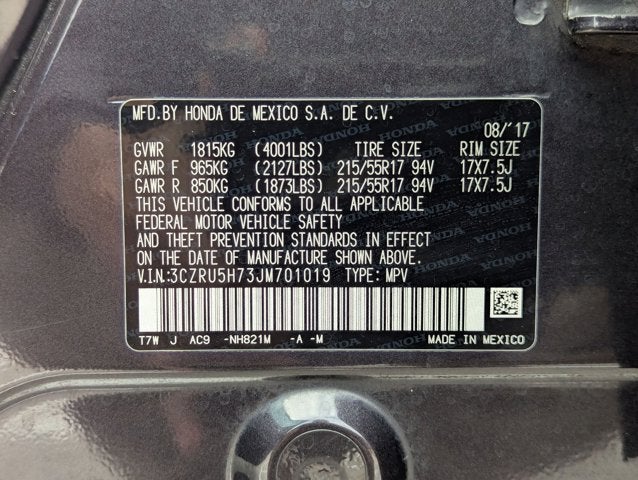 MFD.BY HONDA DE MEXICO S.A. DE C.V.
08/'17
GVWR 1815KG (4001LBS) TIRE SIZE RIM SIZE
GAWR F 965KG (2127LBS) 215/55R17 94V 17X7.5J
GAWR R 850KG (1873LBS) 215/55R17 94V 17X7.5J
THIS VEHICLE CONFORMS TO ALL APPLICABLE
FEDERAL MOTOR VEHICLE SAFETY
AND THEFT PREVENTION STANDARDS IN EFFECT
ON THE DATE OF MANUFACTURE SHOWN ABOVE.
V.I.N.:3CZRU5H73JM701019 TYPE: MPV
T7W J AC9 -NH821M -A -M MADE IN MEXICO